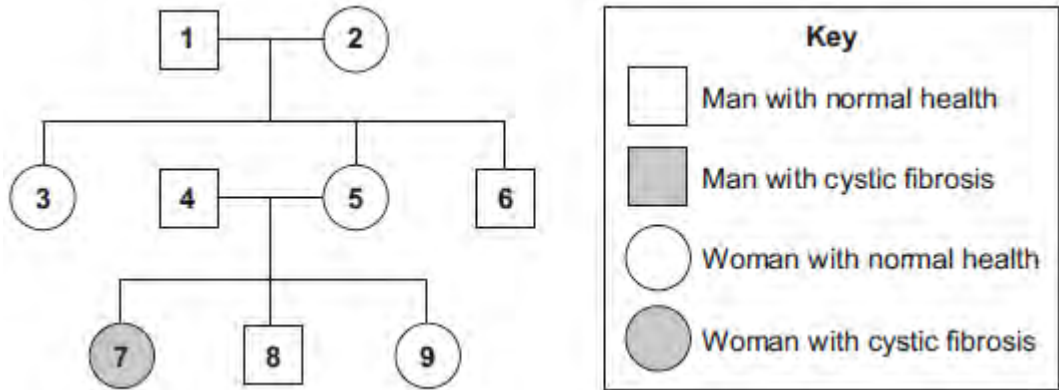 1 2
3 4 5 6
7 8 9
Key
Man with normal health
Man with cystic fibrosis
Woman with normal health
Woman with cystic fibrosis